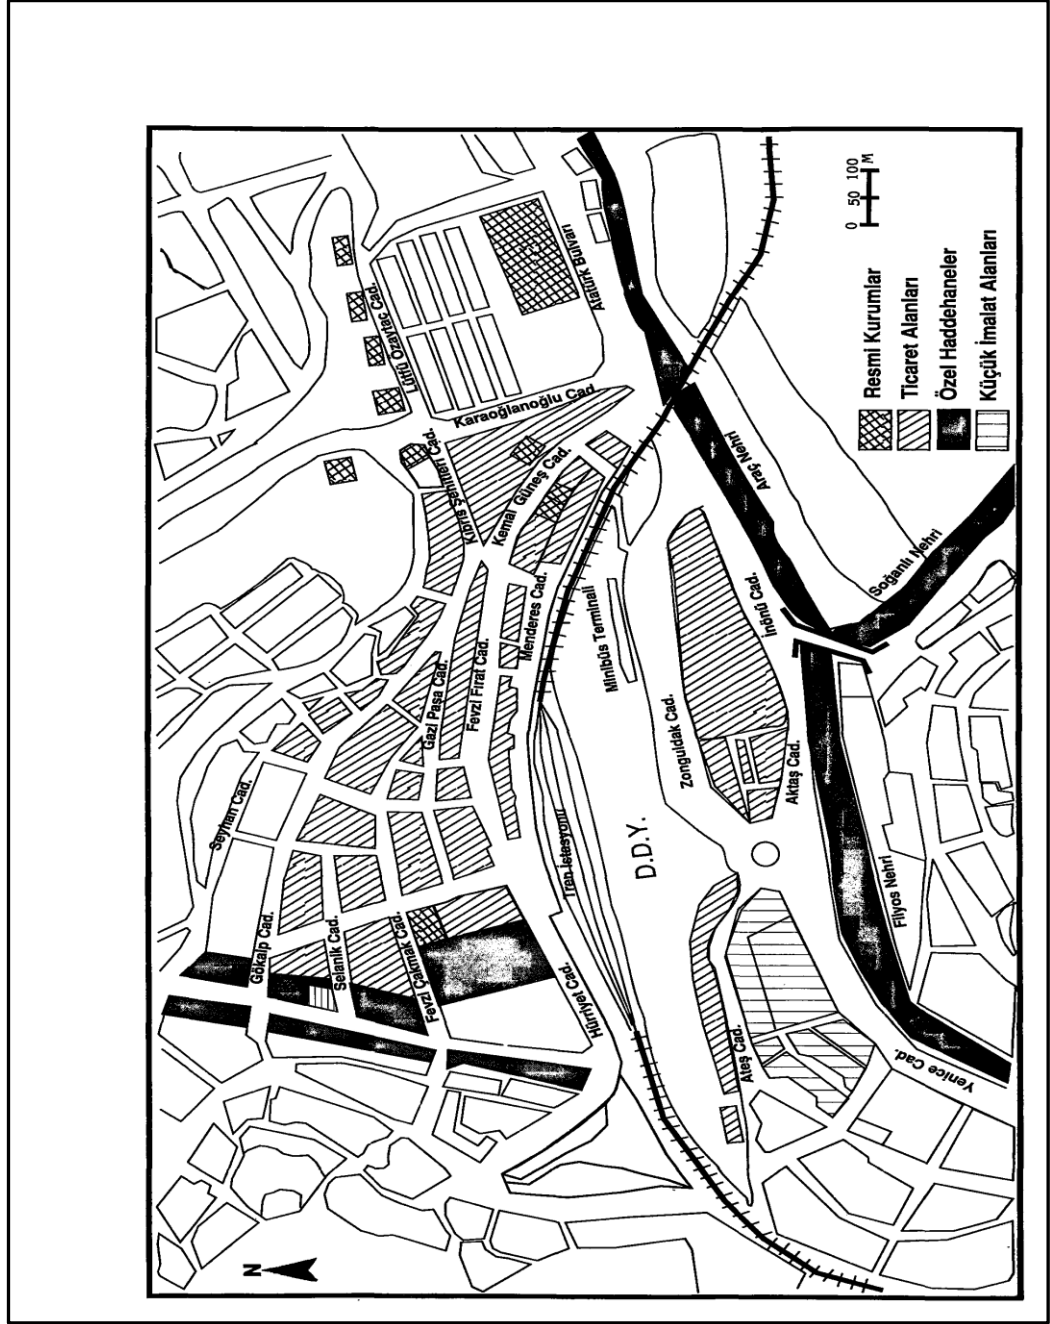 N
Seyhan Cad.
Gökalp Cad.
Selanik Cad.
Fevzi Çakmak Cad.
Hürriyet Cad.
Tren İstasyonu
D.D.Y.
Gazi Paşa Cad.
Fevzi Fırat Cad.
Menderes Cad.
Kıbrıs Şehitleri Cad.
Kemal Güneş Cad.
Karaoğlanoğlu Cad
Lütfü Özaytaç Cad.
Atatürk Bulvarı
Minibüs Terminali
Zonguldak Cad.
İnönü Cad.
Aktaş Cad.
Ateş Cad.
Yenice Cad.
Filyos Nehri
Araç Nehri
Soğanlı Nehri
0 50 100
M
Resmi Kurumlar
Ticaret Alanları
Özel Haddehaneler
Küçük İmalat Alanları